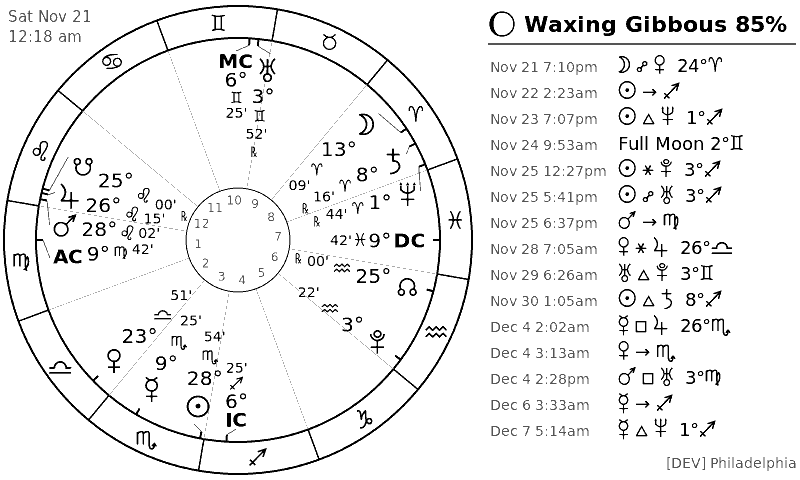 Sat Nov 21
12:18 am
Waxing Gibbous 85%
MC
6°
♊
25'
♅
3°
♊
52'
℞
☽
13°
♈
09'
♄
8°
♈
16'
℞
♆
1°
♈
44'
℞
DC
9°
♓
42'
☊
25°
♒
00'
℞
♇
3°
♒
22'
IC
6°
♐
25'
☉
28°
♏
54'
☿
9°
♏
25'
♀
23°
♎
51'
AC 9° ♍ 42'
♂ 28° ♌ 02'
♃ 26° ♌ 15'
☋ 25° ♌ 00' ℞
♊
♉
♈
♓
♒
♑
♐
♏
♎
♍
♌
♋
1
2
3
4
5
6
7
8
9
10
11
12
Nov 21 7:10pm ☽ ☍ ♀ 24°♈
Nov 22 2:23am ☉ → ♐
Nov 23 7:07pm ☉ △ ♆ 1°♐
Nov 24 9:53am Full Moon 2°♊
Nov 25 12:27pm ☉ ⚹ ♇ 3°♐
Nov 25 5:41pm ☉ ☍ ♅ 3°♐
Nov 25 6:37pm ♂ → ♍
Nov 28 7:05am ♀ ⚹ ♃ 26°♎
Nov 29 6:26am ♅ △ ♇ 3°♊
Nov 30 1:05am ☉ △ ♄ 8°♐
Dec 4 2:02am ☿ □ ♃ 26°♏
Dec 4 3:13am ♀ → ♏
Dec 4 2:28pm ♂ □ ♅ 3°♍
Dec 6 3:33am ☿ → ♐
Dec 7 5:14am ☿ △ ♆ 1°♐
[DEV] Philadelphia